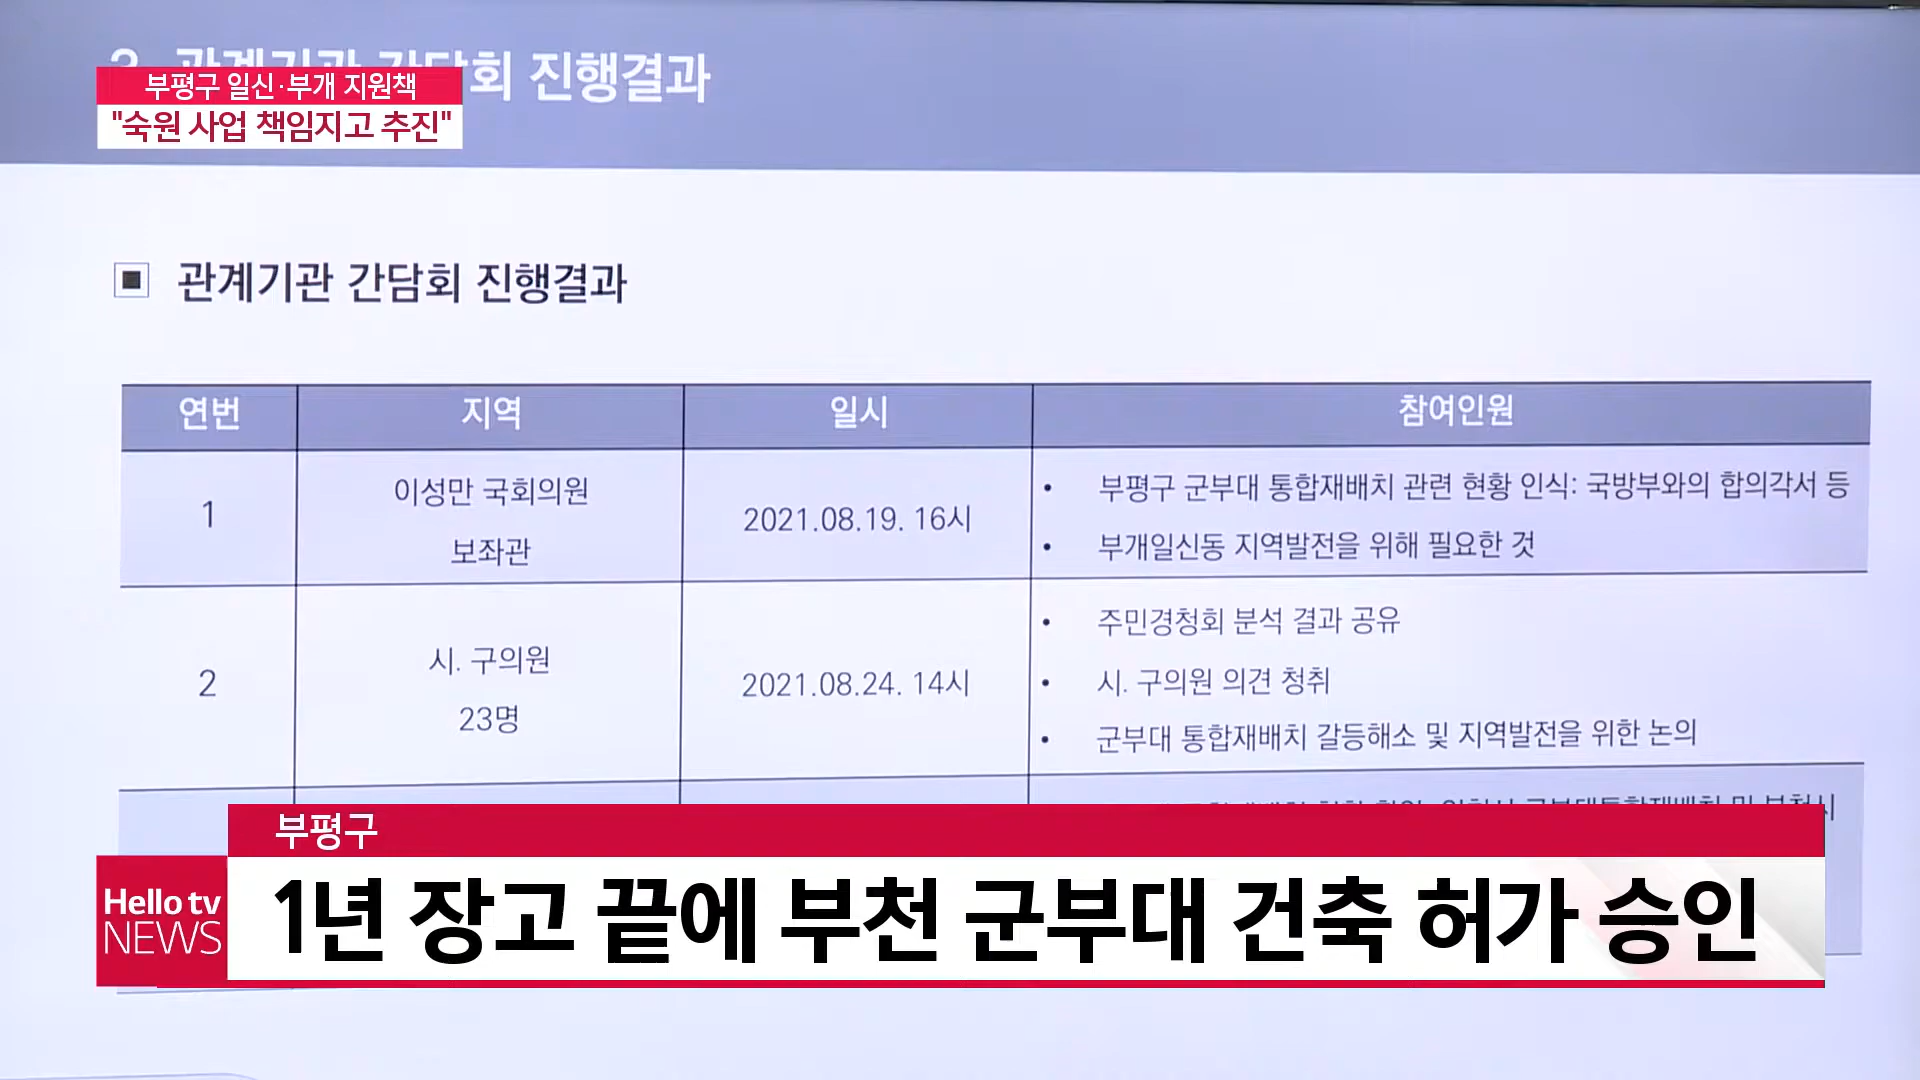 회 진행결과
부평구 일신·부개 지원책
"숙원 사업 책임지고 추진"
▣ 관계기관 간담회 진행결과
연번 지역 일시 참여인원
1
이성만 국회의원
보좌관
2021.08.19. 16시
• 부평구 군부대 통합재배치 관련 현황 인식: 국방부와의 합의각서 등
• 부개일신동 지역발전을 위해 필요한 것
2
시. 구의원
23명
2021.08.24. 14시
• 주민경청회 분석 결과 공유
• 시. 구의원 의견 청취
• 군부대 통합재배치 갈등해소 및 지역발전을 위한 논의
부평구
Hello tv
NEWS
1년 장고 끝에 부천 군부대 건축 허가 승인